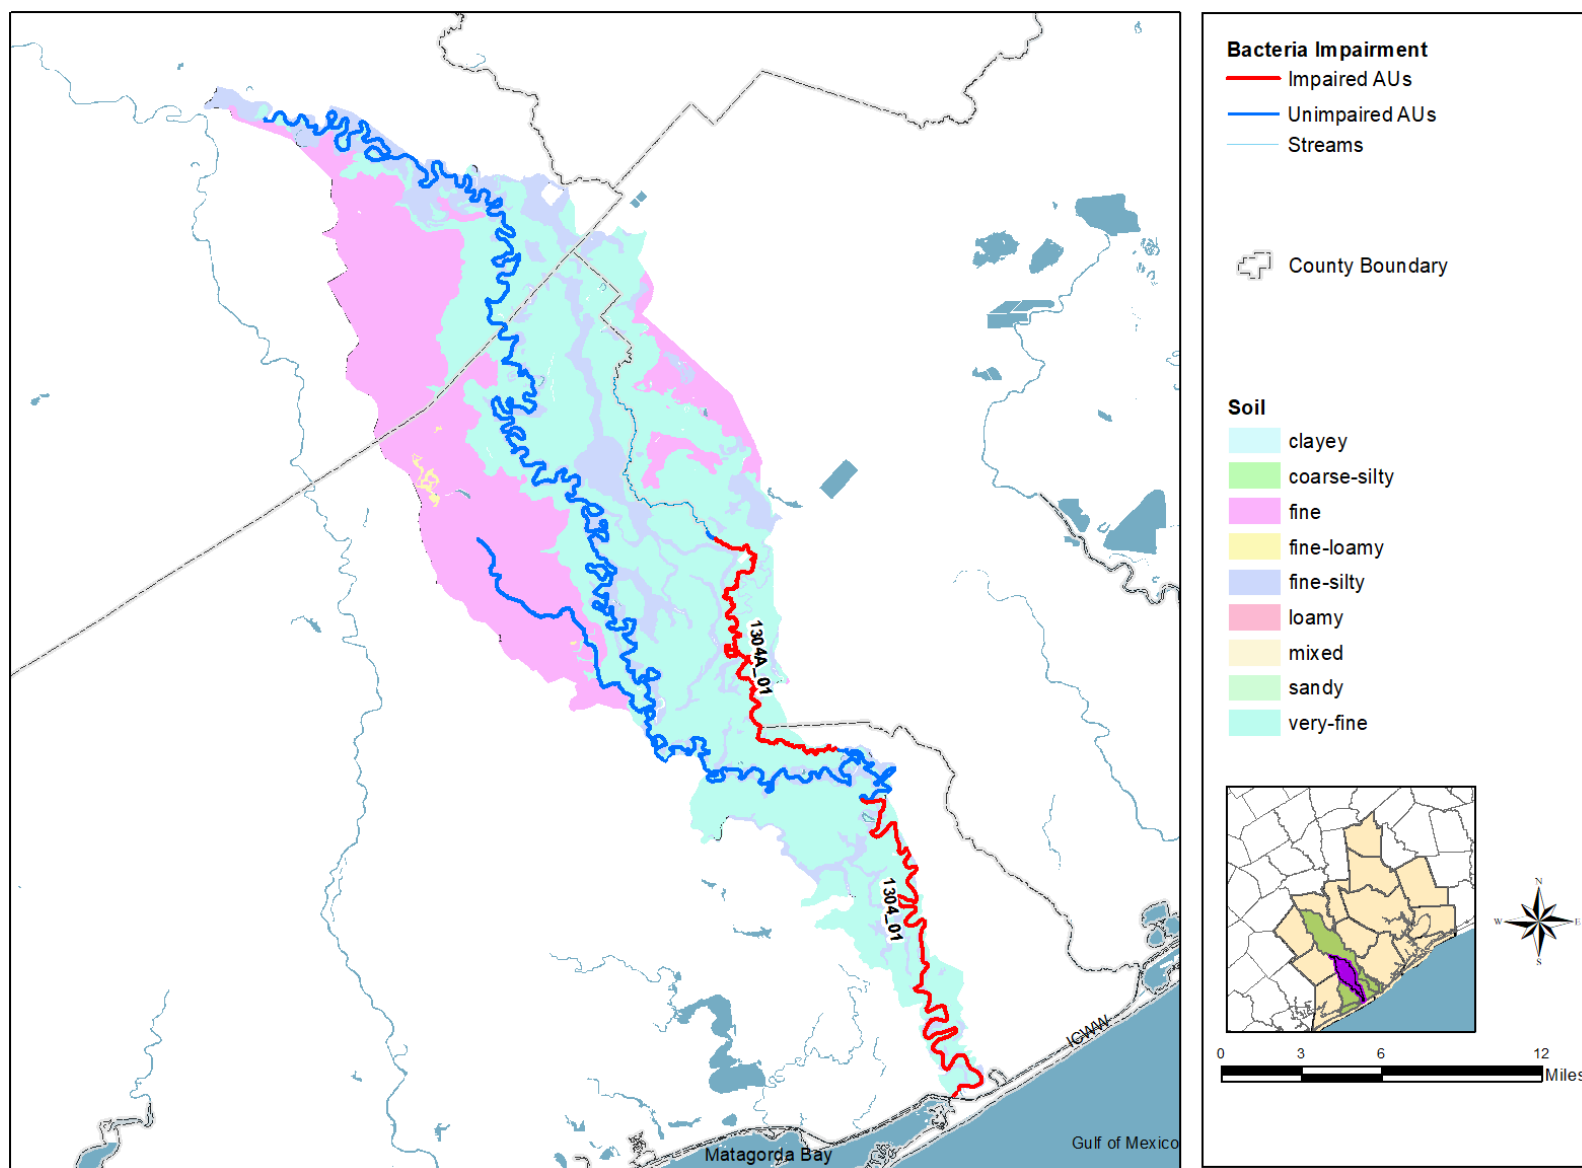 1304A_01
1304_01
ICWW
Gulf of Mexico
Matagorda Bay
Bacteria Impairment
Impaired AUs
Unimpaired AUs
Streams
County Boundary
Soil
clayey
coarse-silty
fine
fine-loamy
fine-silty
loamy
mixed
sandy
very-fine
N
W E
S
0 3 6 12
Miles